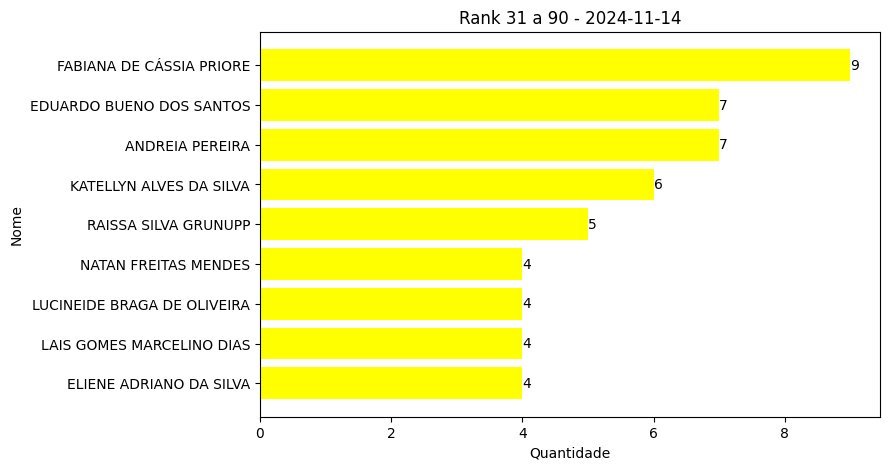 Rank 31 a 90 - 2024-11-14
FABIANA DE CÁSSIA PRIORE 9
EDUARDO BUENO DOS SANTOS 7
ANDREIA PEREIRA 7
KATELLYN ALVES DA SILVA 6
RAISSA SILVA GRUNUPP 5
NATAN FREITAS MENDES 4
LUCINEIDE BRAGA DE OLIVEIRA 4
LAIS GOMES MARCELINO DIAS 4
ELIENE ADRIANO DA SILVA 4
Nome
0 2 4 6 8
Quantidade